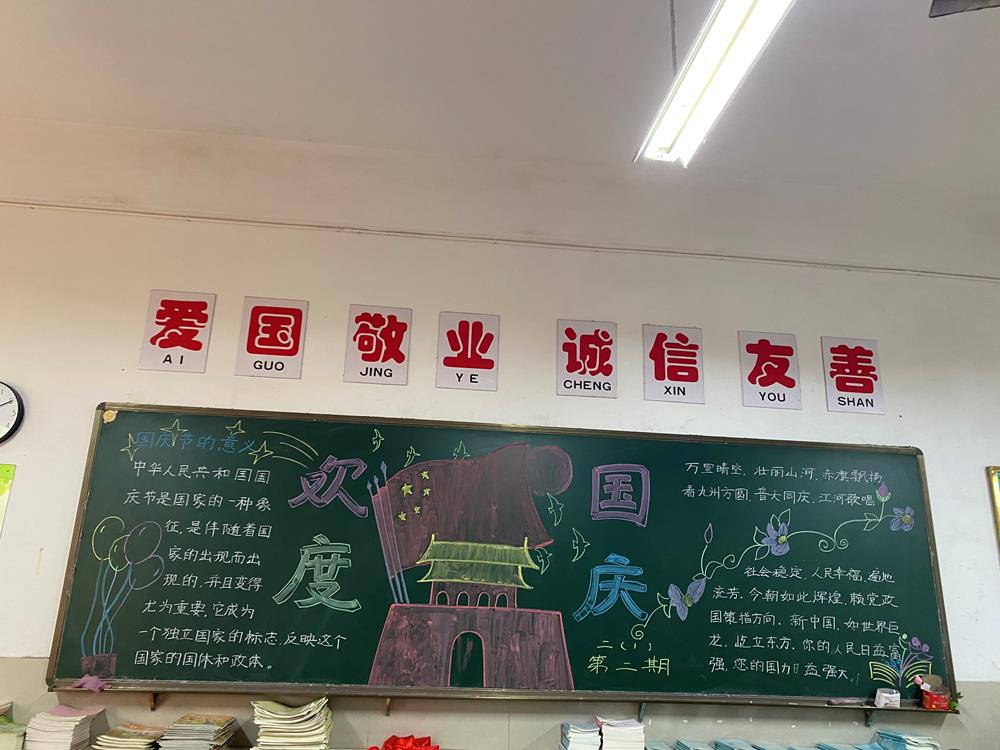 爱 国 敬 业 诚 信 友 善
AI GUO JING YE CHENG XIN YOU SHAN
国庆节的意义
中华人民共和国国
庆节是国家的一种象
征,是伴随着国
家的出现而出
现的,并且变得
尤为重要,它成为
一个独立国家的标志,反映这个
国家的国体和政本。
欢度
国庆
二(1)
第二期
万里晴空,壮丽山河,赤旗飘扬
看九州方圆,普天同庆,江河歌唱
社会稳定,人民幸福,遍地
流芳,今朝如此辉煌,赖党政
国策指方向,新中国,如世界巨
龙,屹立东方,你的人民日益富
强,您的国力日益强大,